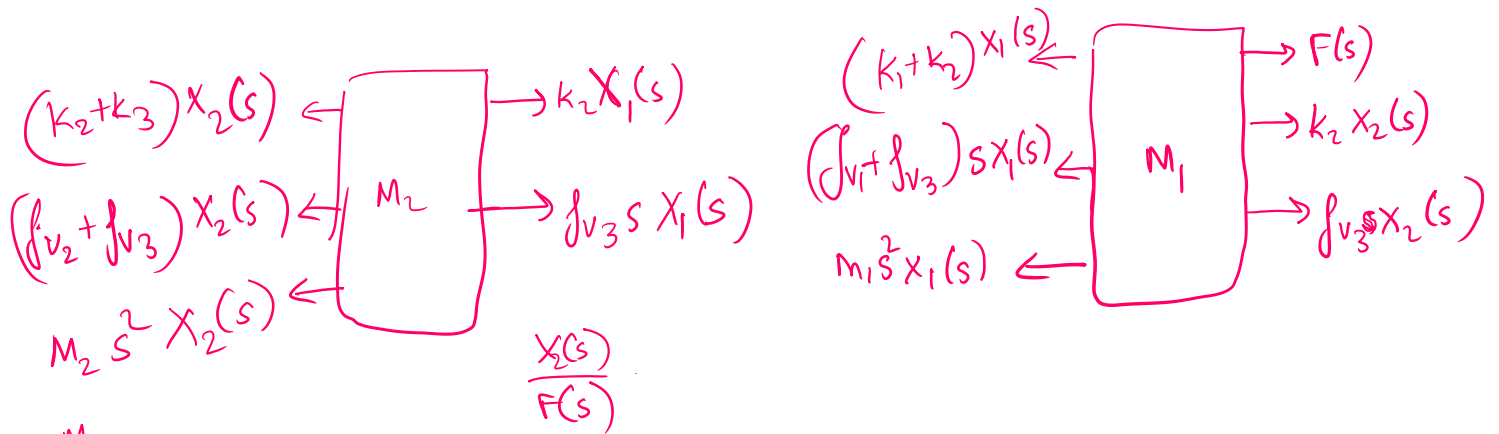 (K₂+K₃)X₂(s)
k₂X₁(s)
(fv₂+fv₃)X₂(s)
M₂
fv₃ s X₁(s)
M₂ s² X₂(s)
X₂(s)
F(s)
(K₁+K₂)X₁(s)
F(s)
k₂ X₂(s)
(fv₁+fv₃)sX₁(s)
M₁
fv₃sX₂(s)
m₁s²X₁(s)